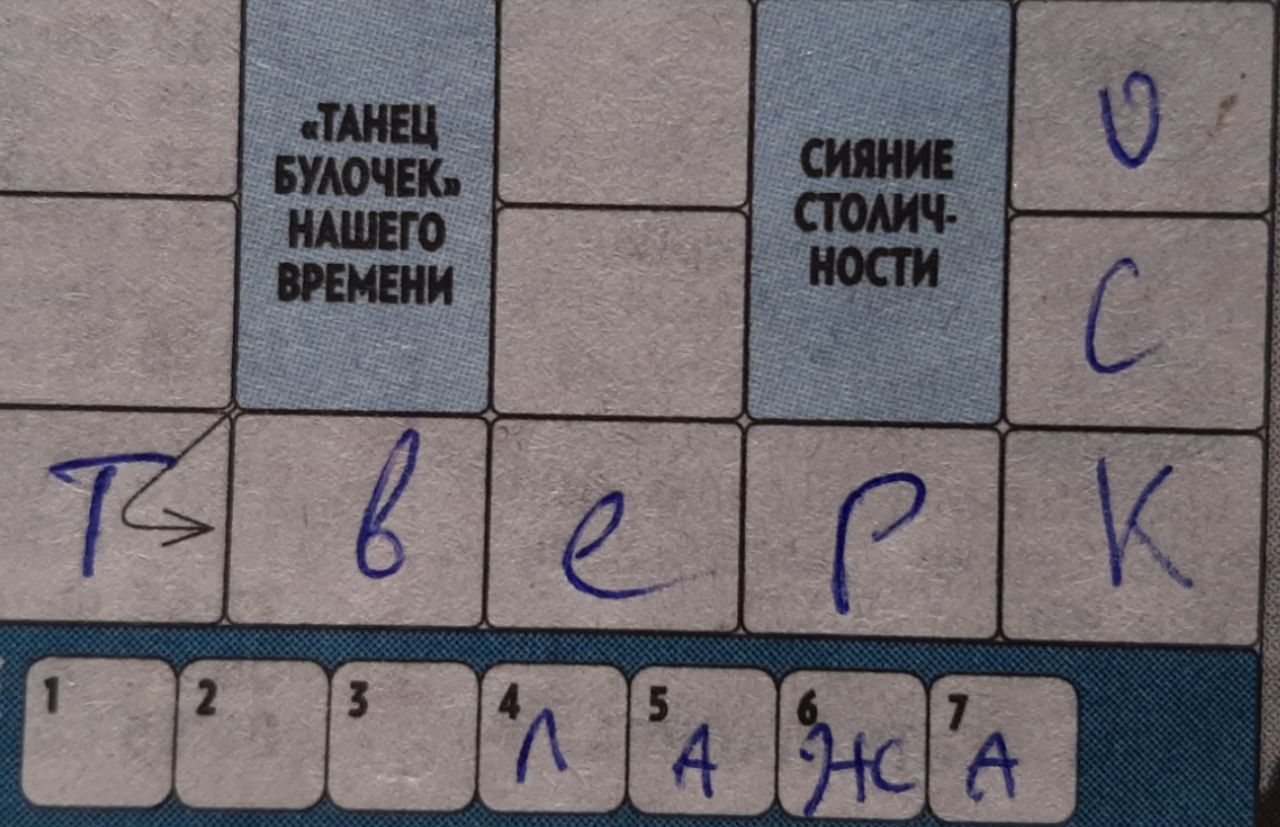 «ТАНЕЦ
БУЛОЧЕК»
НАШЕГО
ВРЕМЕНИ
СИЯНИЕ
СТОЛИЧ-
НОСТИ
О
С
Т в е р К
1 2 3 4 5 6 7
Л А Ж А